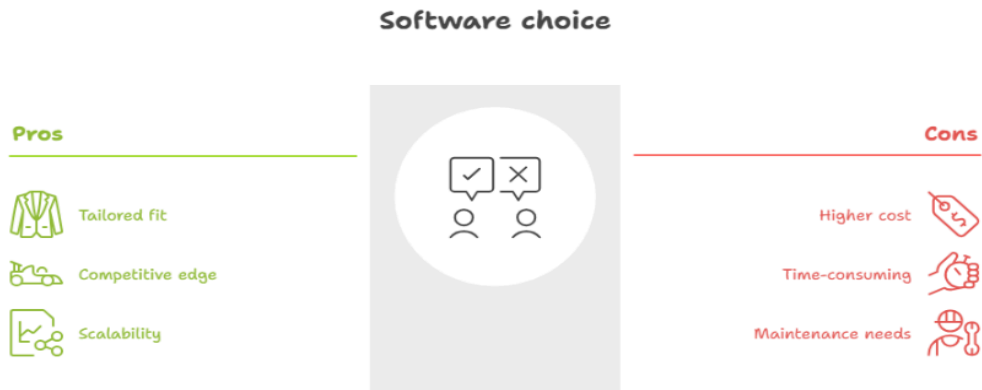 Software choice
Pros
Tailored fit
Competitive edge
Scalability
Cons
Higher cost
Time-consuming
Maintenance needs